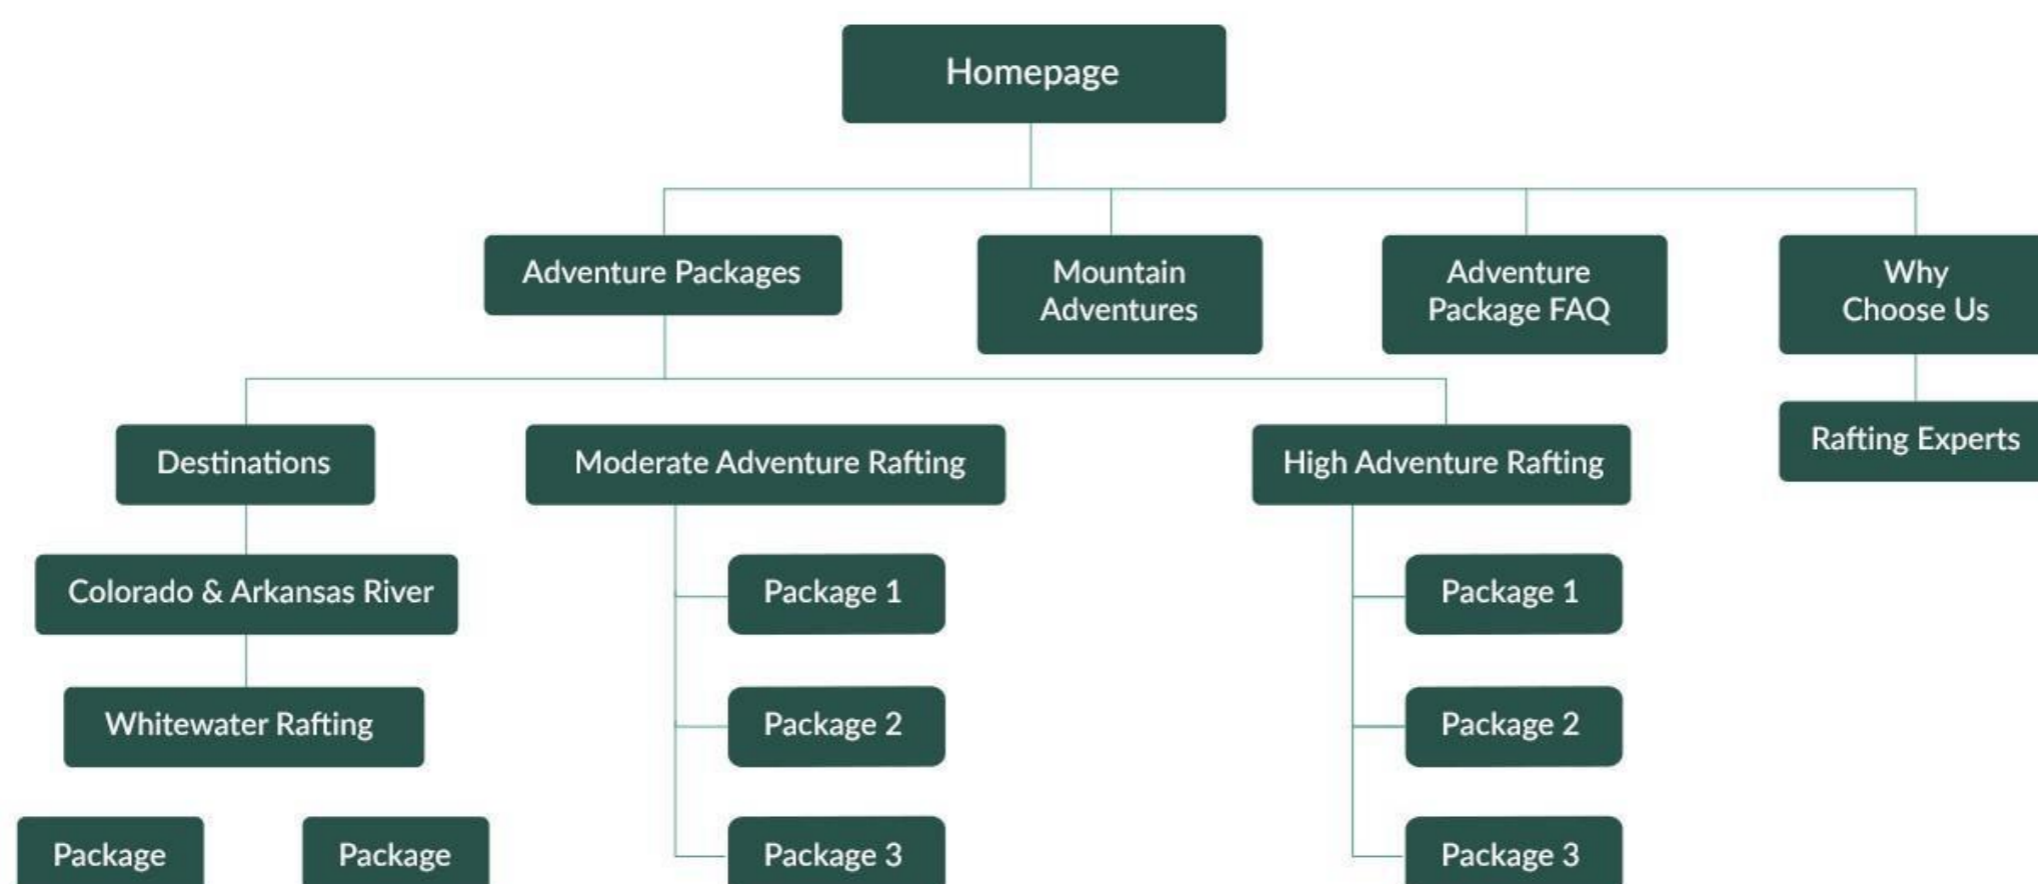 Homepage
Adventure Packages
Mountain
Adventures
Adventure
Package FAQ
Why
Choose Us
Rafting Experts
Destinations
Moderate Adventure Rafting
High Adventure Rafting
Colorado & Arkansas River
Package 1
Package 1
Whitewater Rafting
Package 2
Package 2
Package
Package
Package 3
Package 3